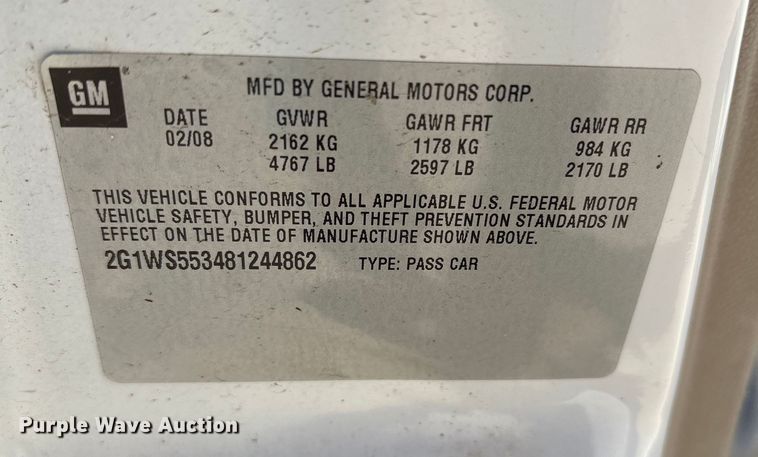 GM
MFD BY GENERAL MOTORS CORP.
DATE GVWR GAWR FRT GAWR RR
02/08 2162 KG 1178 KG 984 KG
4767 LB 2597 LB 2170 LB
THIS VEHICLE CONFORMS TO ALL APPLICABLE U.S. FEDERAL MOTOR
VEHICLE SAFETY, BUMPER, AND THEFT PREVENTION STANDARDS IN
EFFECT ON THE DATE OF MANUFACTURE SHOWN ABOVE.
2G1WS553481244862 TYPE: PASS CAR
Purple Wave Auction